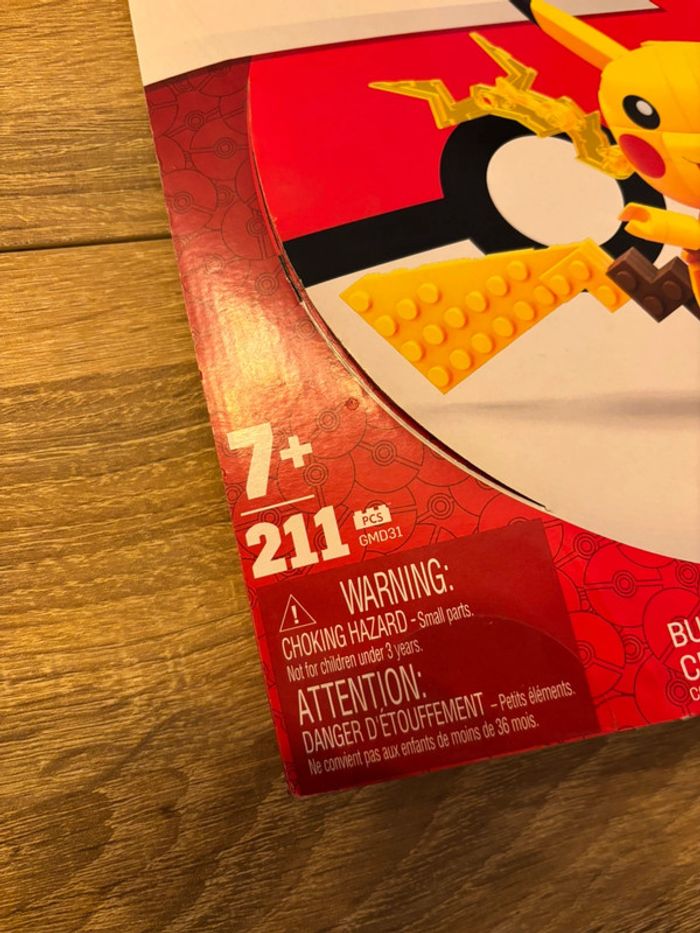 7+
211 PCS
GMD31
WARNING:
CHOKING HAZARD - Small parts.
Not for children under 3 years.
ATTENTION:
DANGER D'ÉTOUFFEMENT - Petits éléments.
Ne convient pas aux enfants de moins de 36 mois.
BU
C